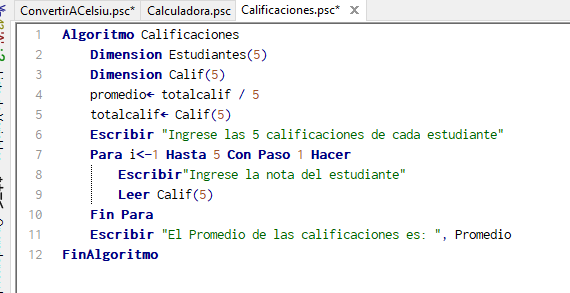 ConvertirACelsiu.psc* Calculadora.psc Calificaciones.psc* ✕
1 Algoritmo Calificaciones
2 Dimension Estudiantes(5)
3 Dimension Calif(5)
4 promedio← totalcalif / 5
5 totalcalif← Calif(5)
6 Escribir "Ingrese las 5 calificaciones de cada estudiante"
7 Para i<-1 Hasta 5 Con Paso 1 Hacer
8 Escribir"Ingrese la nota del estudiante"
9 Leer Calif(5)
10 Fin Para
11 Escribir "El Promedio de las calificaciones es: ", Promedio
12 FinAlgoritmo